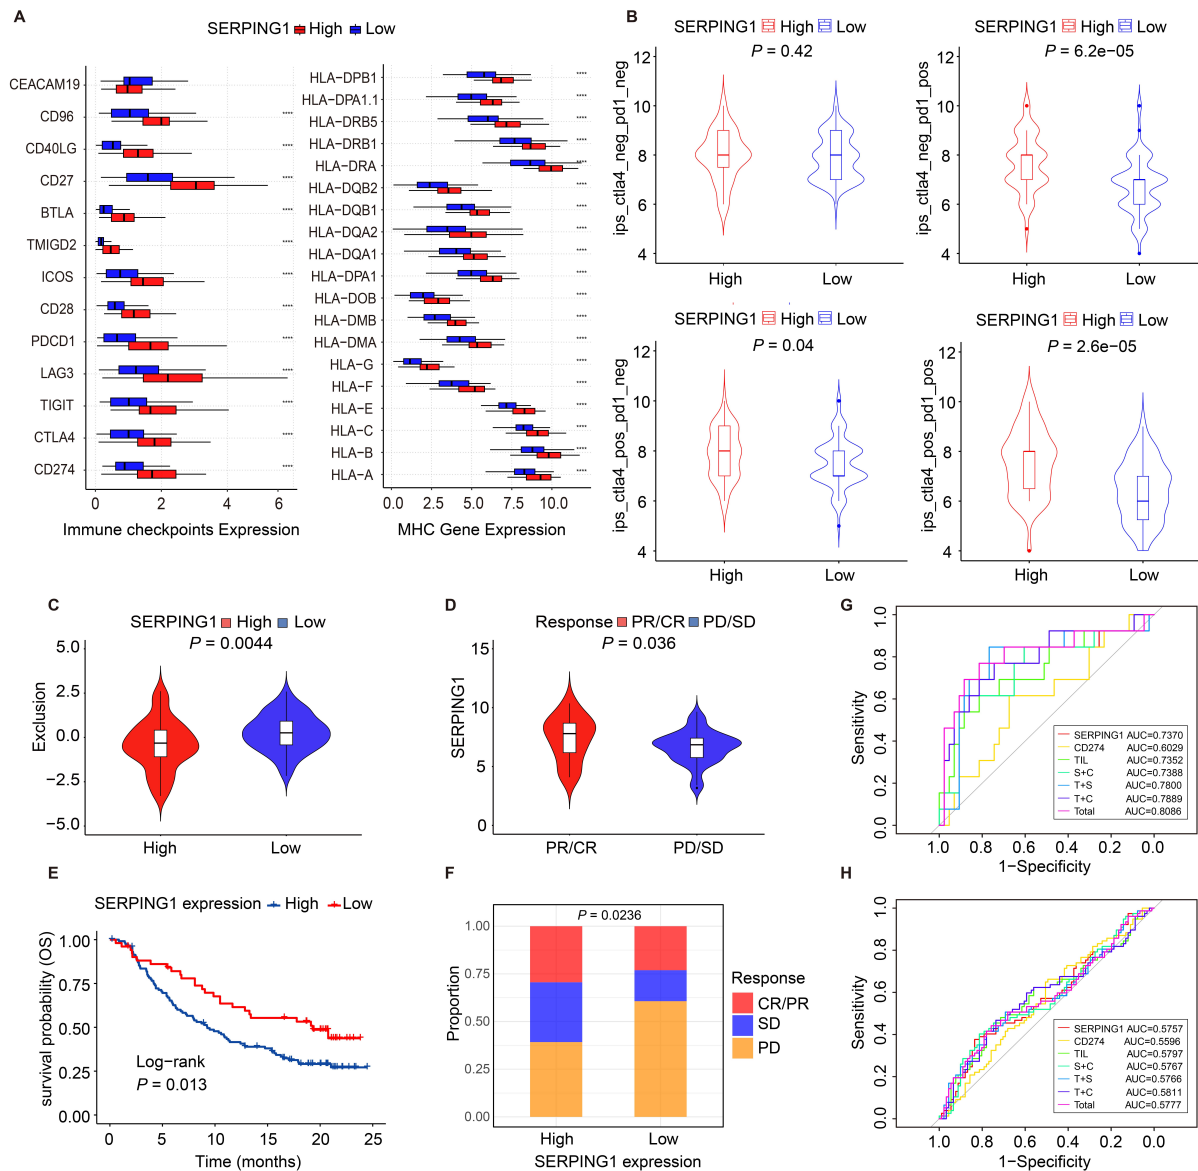 A
SERPING1 High Low
CEACAM19
CD96
****
CD40LG
****
CD27
****
BTLA
****
TMIGD2
****
ICOS
****
CD28
****
PDCD1
****
LAG3
****
TIGIT
****
CTLA4
****
CD274
****
0 2 4 6
Immune checkpoints Expression
HLA−DPB1
****
HLA−DPA1.1
****
HLA−DRB5
****
HLA−DRB1
****
HLA−DRA
****
HLA−DQB2
****
HLA−DQB1
****
HLA−DQA2
****
HLA−DQA1
****
HLA−DPA1
****
HLA−DOB
****
HLA−DMB
****
HLA−DMA
****
HLA−G
****
HLA−F
****
HLA−E
****
HLA−C
****
HLA−B
****
HLA−A
****
0.0 2.5 5.0 7.5 10.0
MHC Gene Expression
B
SERPING1 High Low
P = 0.42
ips_ctla4_neg_pd1_neg
12
10
8
6
4
High Low
SERPING1 High Low
P = 6.2e−05
ips_ctla4_neg_pd1_pos
12
10
8
6
4
High Low
SERPING1 High Low
P = 0.04
ips_ctla4_pos_pd1_neg
12
10
8
6
4
High Low
SERPING1 High Low
P = 2.6e−05
ips_ctla4_pos_pd1_pos
12
10
8
6
4
High Low
C
SERPING1 High Low
P = 0.0044
Exclusion
5.0
2.5
0.0
−2.5
−5.0
High Low
D
Response PR/CR PD/SD
P = 0.036
SERPING1
15
10
5
0
PR/CR PD/SD
G
Sensitivity
1.0
0.8
0.6
0.4
0.2
0.0
SERPING1 AUC=0.7370
CD274 AUC=0.6029
TIL AUC=0.7352
S+C AUC=0.7388
T+S AUC=0.7800
T+C AUC=0.7889
Total AUC=0.8086
1.0 0.8 0.6 0.4 0.2 0.0
1−Specificity
E
SERPING1 expression High Low
survival probability (OS)
1.00
0.75
0.50
0.25
0.00
Log−rank
P = 0.013
0 5 10 15 20 25
Time (months)
F
P = 0.0236
Proportion
1.00
0.75
0.50
0.25
0.00
High Low
SERPING1 expression
Response
CR/PR
SD
PD
H
Sensitivity
1.0
0.8
0.6
0.4
0.2
0.0
SERPING1 AUC=0.5757
CD274 AUC=0.5596
TIL AUC=0.5797
S+C AUC=0.5767
T+S AUC=0.5766
T+C AUC=0.5811
Total AUC=0.5777
1.0 0.8 0.6 0.4 0.2 0.0
1−Specificity